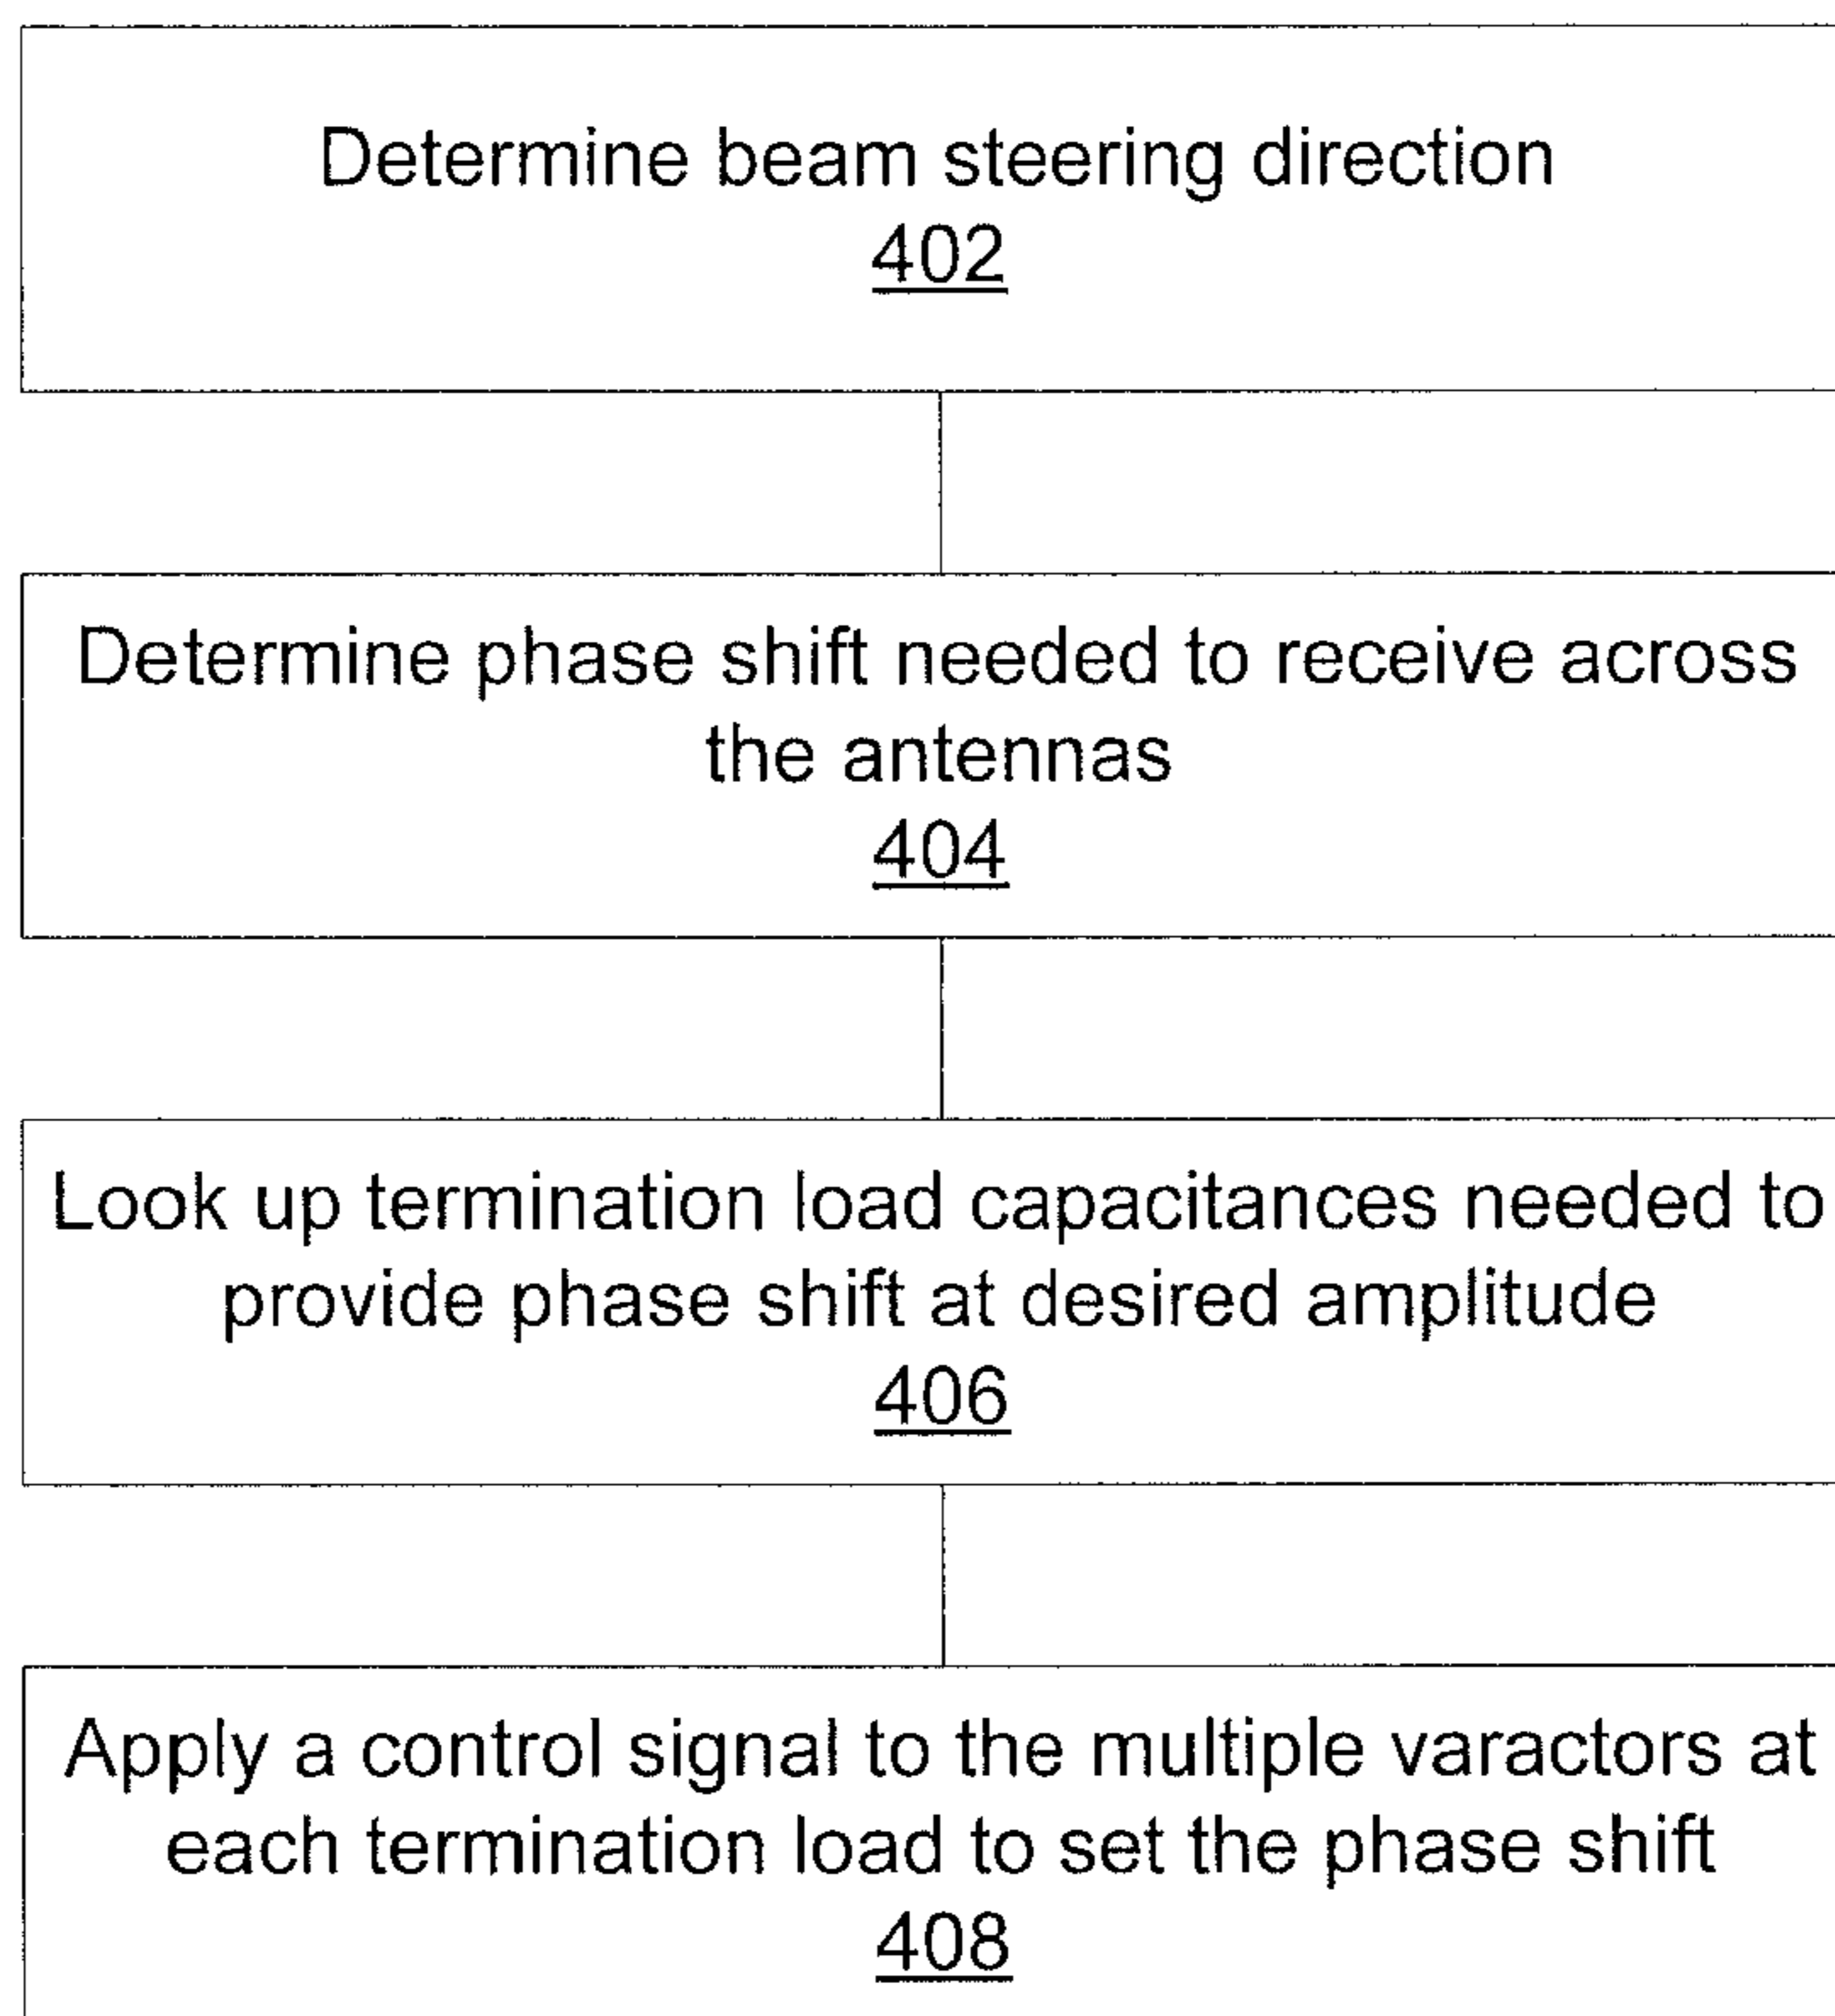 Determine beam steering direction
402
Determine phase shift needed to receive across
the antennas
404
Look up termination load capacitances needed to
provide phase shift at desired amplitude
406
Apply a control signal to the multiple varactors at
each termination load to set the phase shift
408